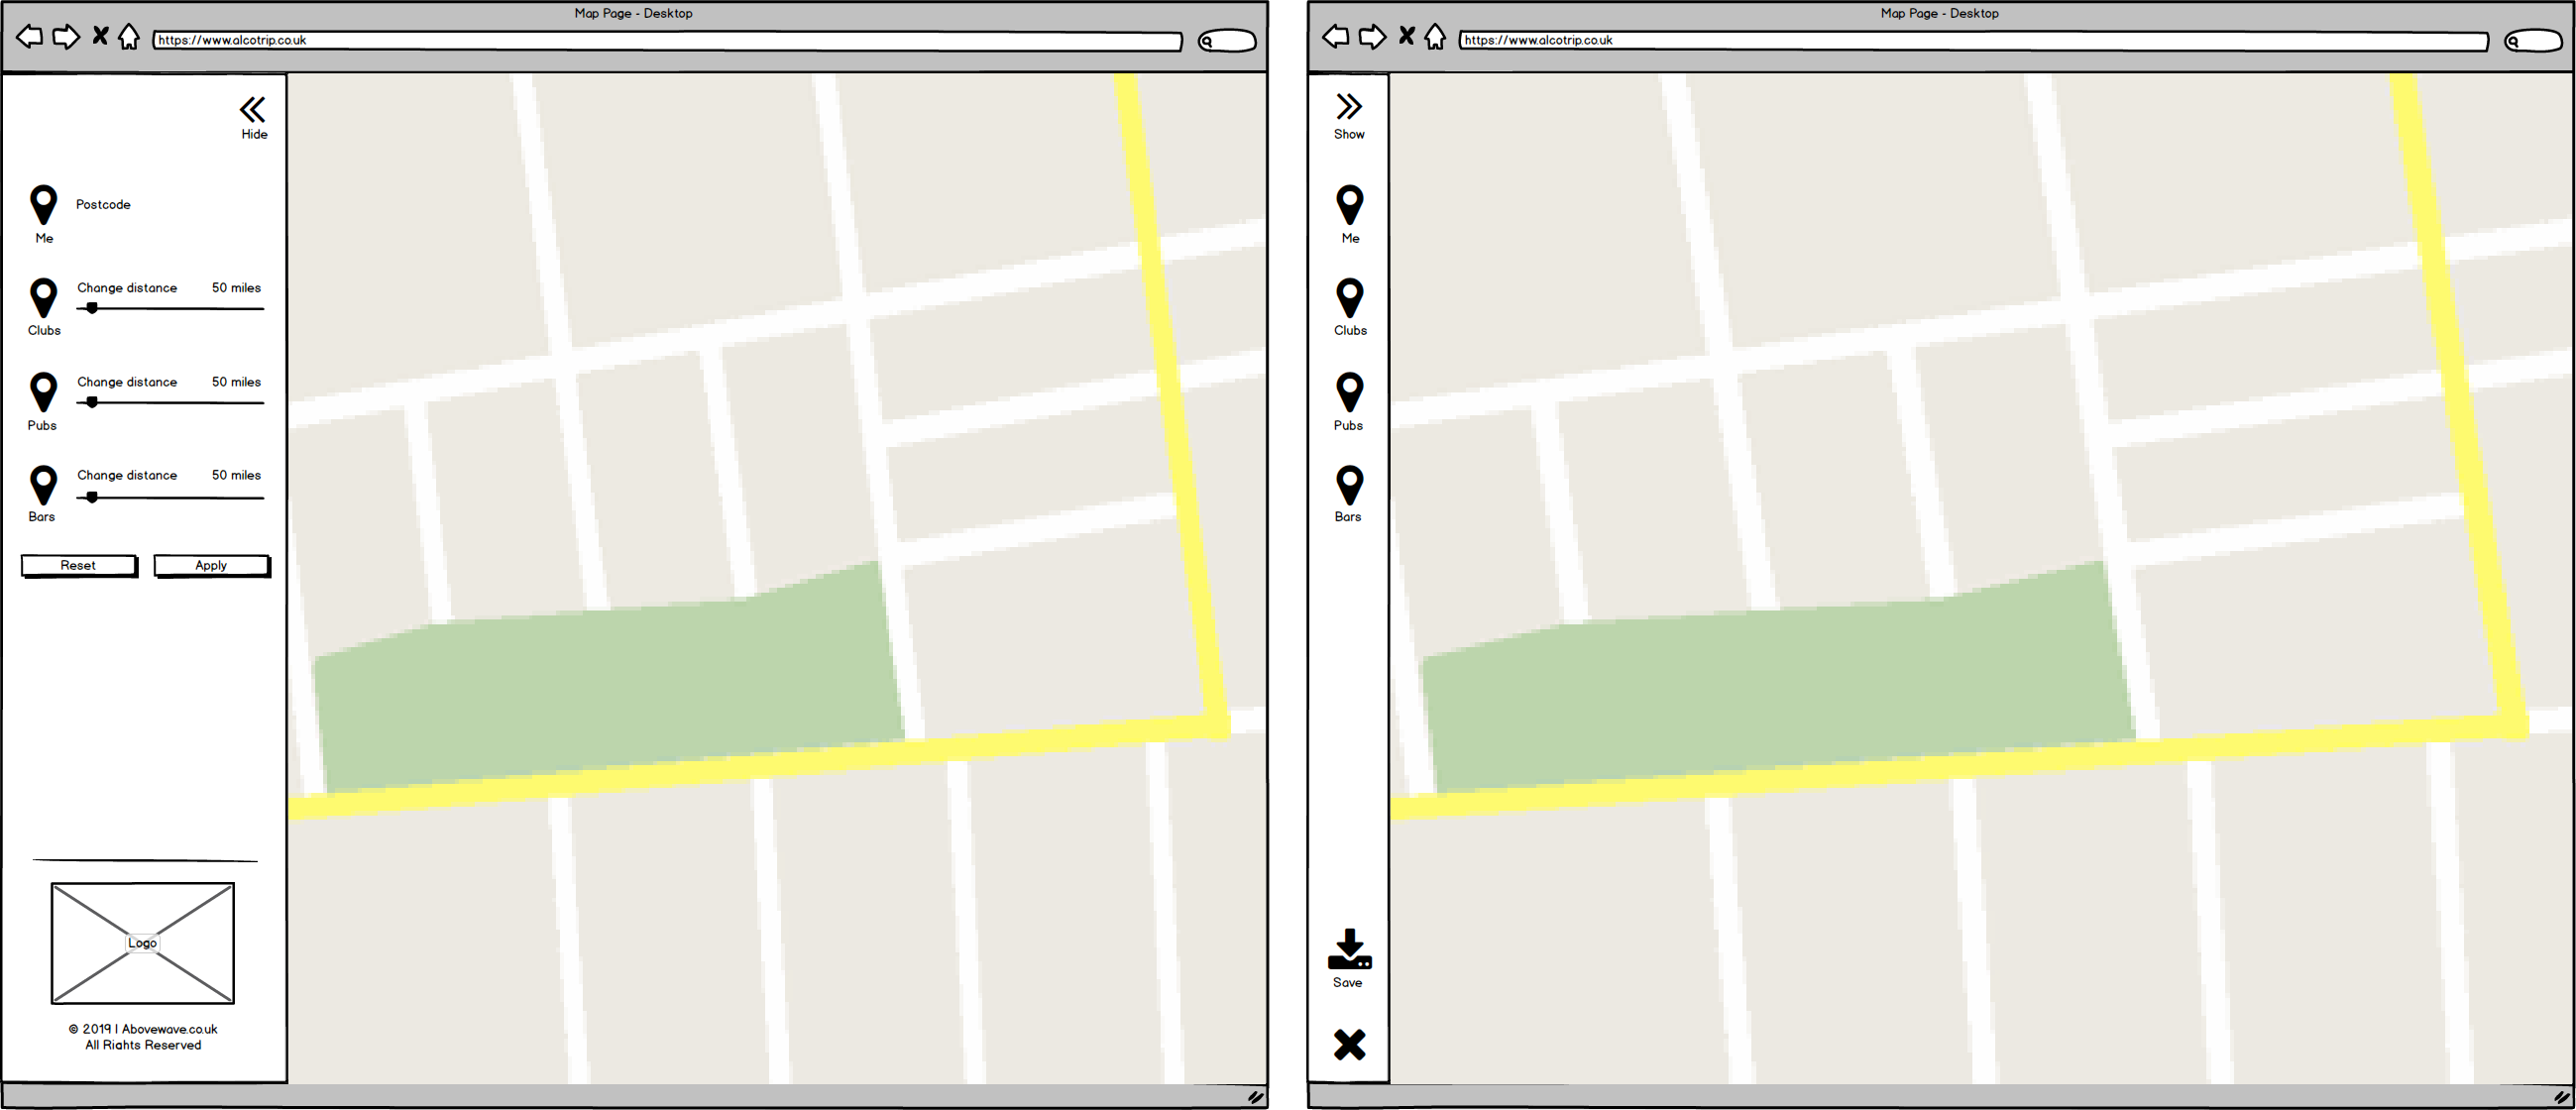 Map Page - Desktop
https://www.alcotrip.co.uk
Hide
Postcode
Me
Change distance 50 miles
Clubs
Change distance 50 miles
Pubs
Change distance 50 miles
Bars
Reset Apply
Logo
© 2019 | Abovewave.co.uk
All Rights Reserved
Map Page - Desktop
https://www.alcotrip.co.uk
Show
Me
Clubs
Pubs
Bars
Save